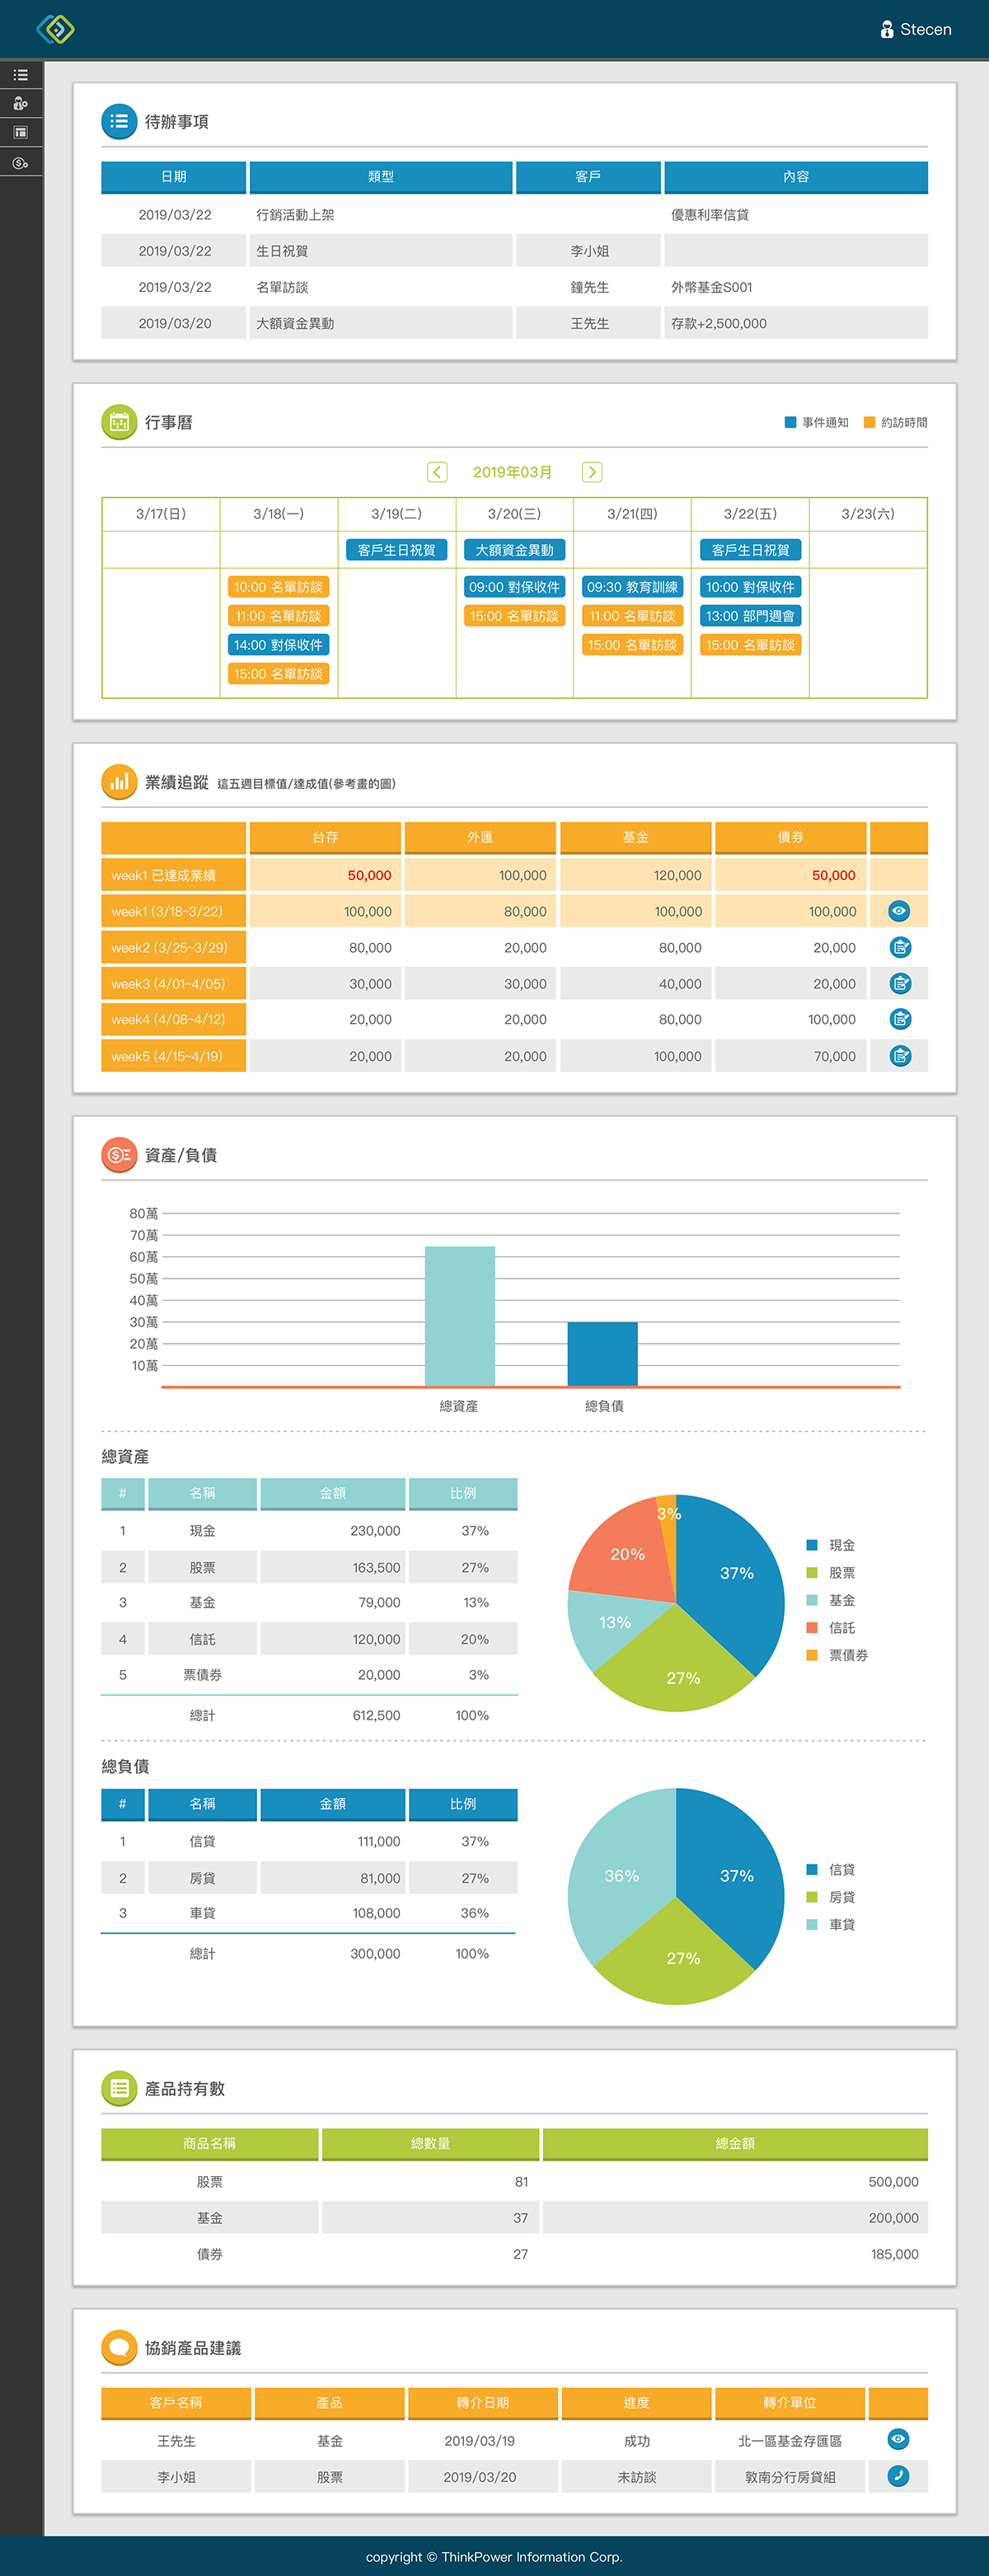 Stecen
待辦事項
日期 類型 客戶 內容
2019/03/22 行銷活動上架 優惠利率信貸
2019/03/22 生日祝賀 李小姐
2019/03/22 名單訪談 鐘先生 外幣基金S001
2019/03/20 大額資金異動 王先生 存款+2,500,000
行事曆 事件通知 約訪時間
2019年03月
3/17(日) 3/18(一) 3/19(二) 3/20(三) 3/21(四) 3/22(五) 3/23(六)
客戶生日祝賀 大額資金異動 客戶生日祝賀
10:00 名單訪談 09:00 對保收件 09:30 教育訓練 10:00 對保收件
11:00 名單訪談 15:00 名單訪談 11:00 名單訪談 13:00 部門週會
14:00 對保收件 15:00 名單訪談 15:00 名單訪談
15:00 名單訪談
業績追蹤 這五週目標值/達成值(參考畫的圖)
台存 外匯 基金 債券
week1 已達成業績 50,000 100,000 120,000 50,000
week1 (3/18~3/22) 100,000 80,000 100,000 100,000
week2 (3/25~3/29) 80,000 20,000 80,000 20,000
week3 (4/01~4/05) 30,000 30,000 40,000 20,000
week4 (4/08~4/12) 20,000 20,000 80,000 100,000
week5 (4/15~4/19) 20,000 20,000 100,000 70,000
資產/負債
80萬
70萬
60萬
50萬
40萬
30萬
20萬
10萬
總資產 總負債
總資產
# 名稱 金額 比例
1 現金 230,000 37%
2 股票 163,500 27%
3 基金 79,000 13%
4 信託 120,000 20%
5 票債券 20,000 3%
總計 612,500 100%
3%
20%
37%
13%
27%
現金
股票
基金
信託
票債券
總負債
# 名稱 金額 比例
1 信貸 111,000 37%
2 房貸 81,000 27%
3 車貸 108,000 36%
總計 300,000 100%
36% 37%
27%
信貸
房貸
車貸
產品持有數
商品名稱 總數量 總金額
股票 81 500,000
基金 37 200,000
債券 27 185,000
協銷產品建議
客戶名稱 產品 轉介日期 進度 轉介單位
王先生 基金 2019/03/19 成功 北一區基金存匯區
李小姐 股票 2019/03/20 未訪談 敦南分行房貸組
copyright © ThinkPower Information Corp.